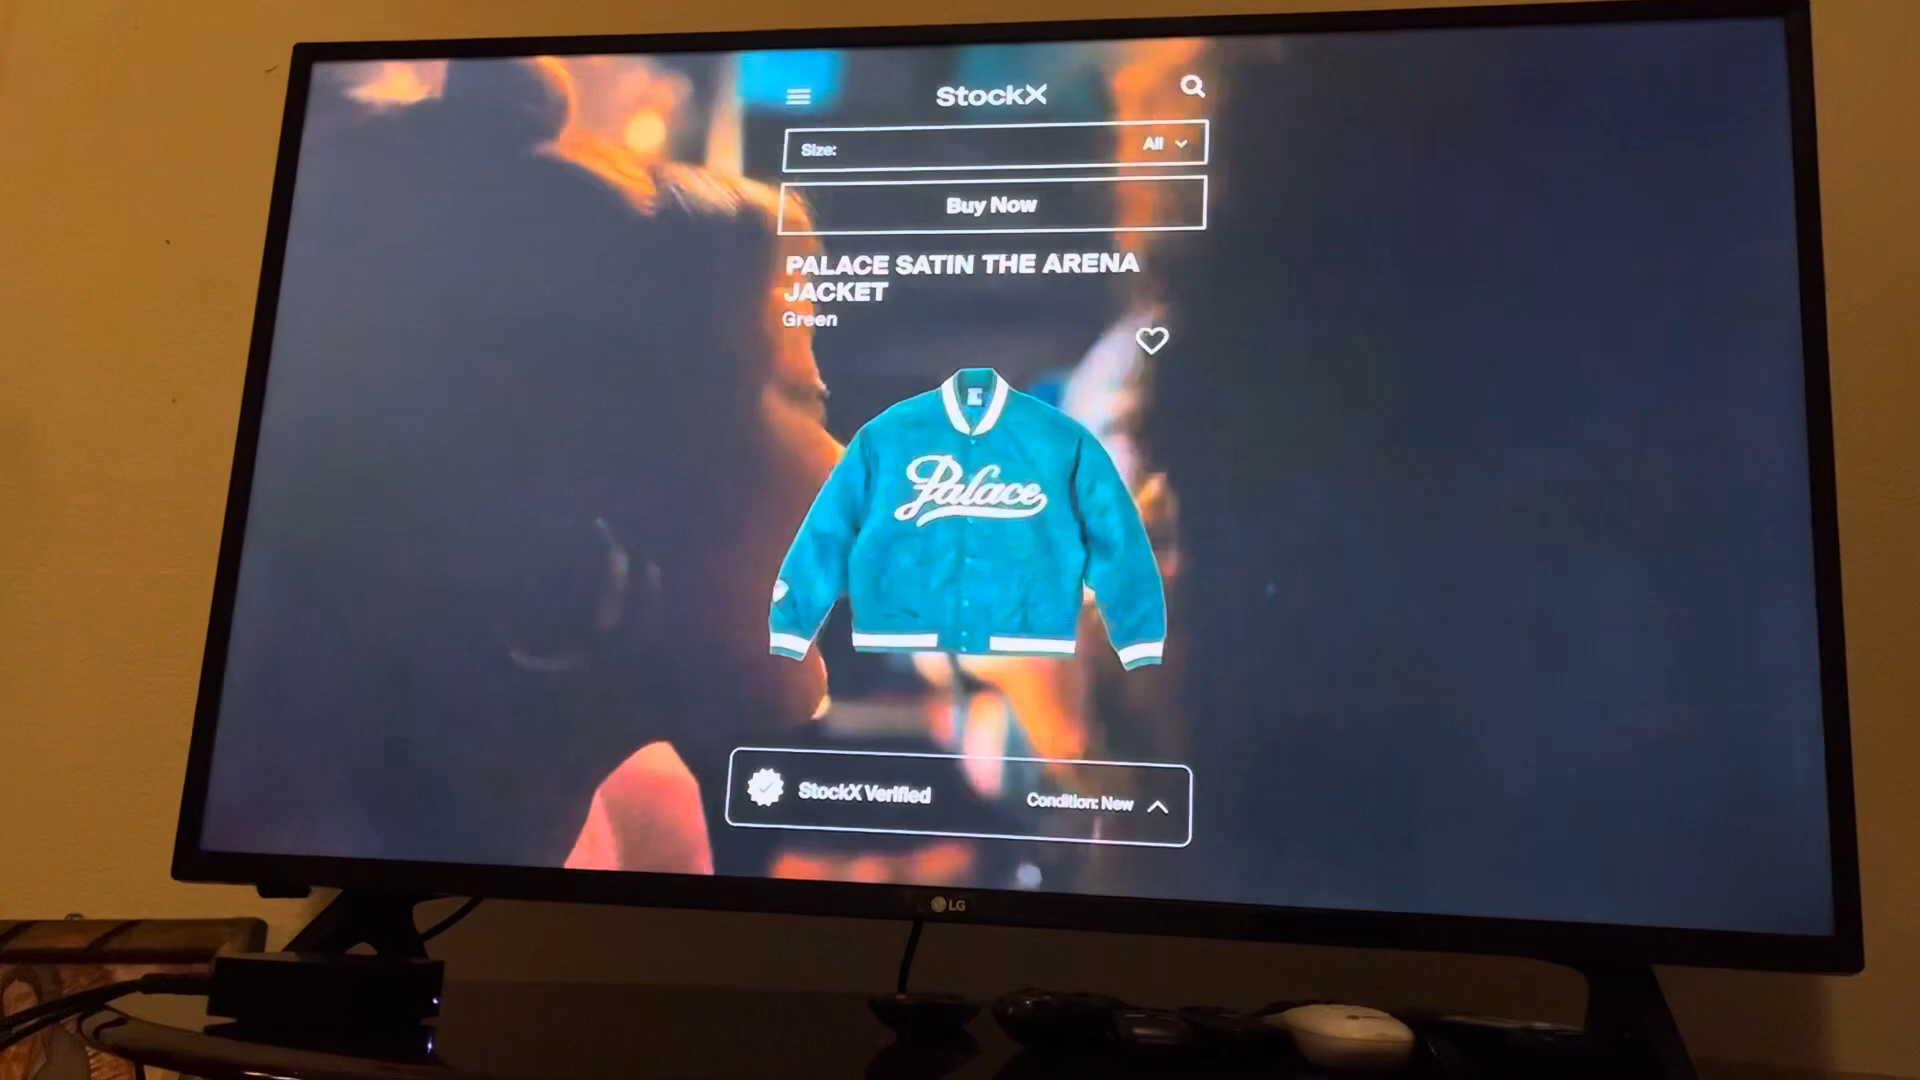 StockX
Size:
All
Buy Now
PALACE SATIN THE ARENA
JACKET
Green
Palace
StockX Verified
Condition: New
LG